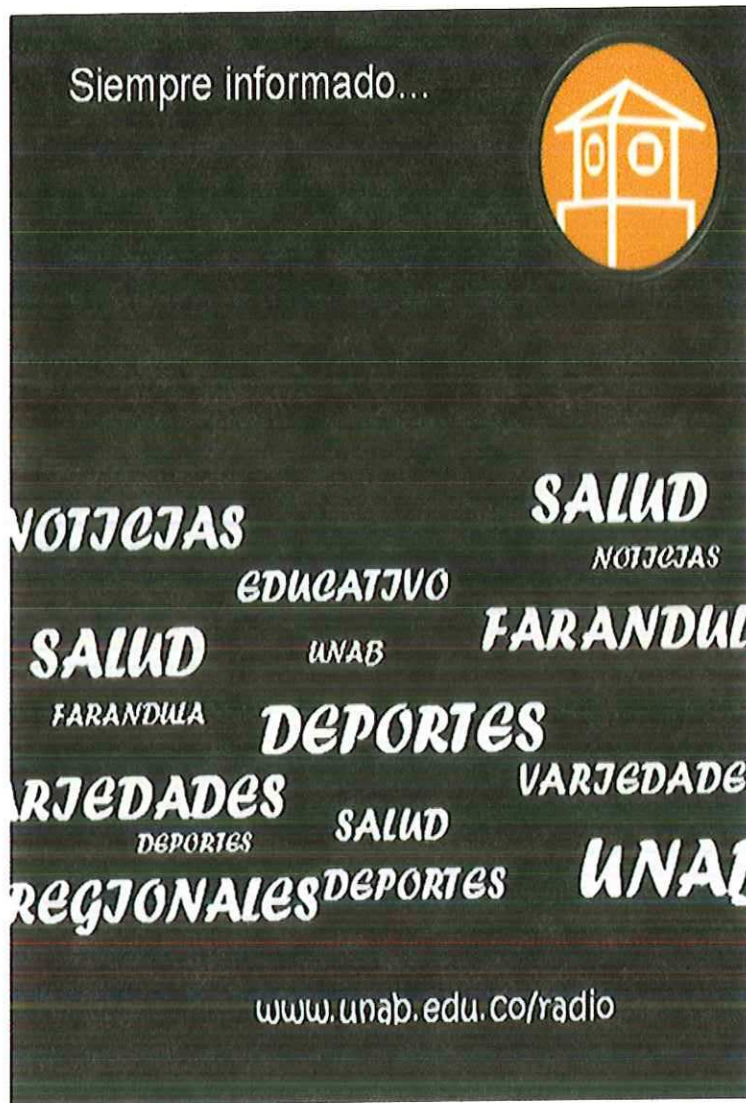 Siempre informado...
SALUD
NOTICIAS
NOTICIAS
EDUCATIVO
FARANDUL
SALUD
UNAB
FARANDULA
DEPORTES
VARIEDADE
ARIEDADES
SALUD
DEPORTES
UNAB
REGIONALES
DEPORTES
www.unab.edu.co/radio